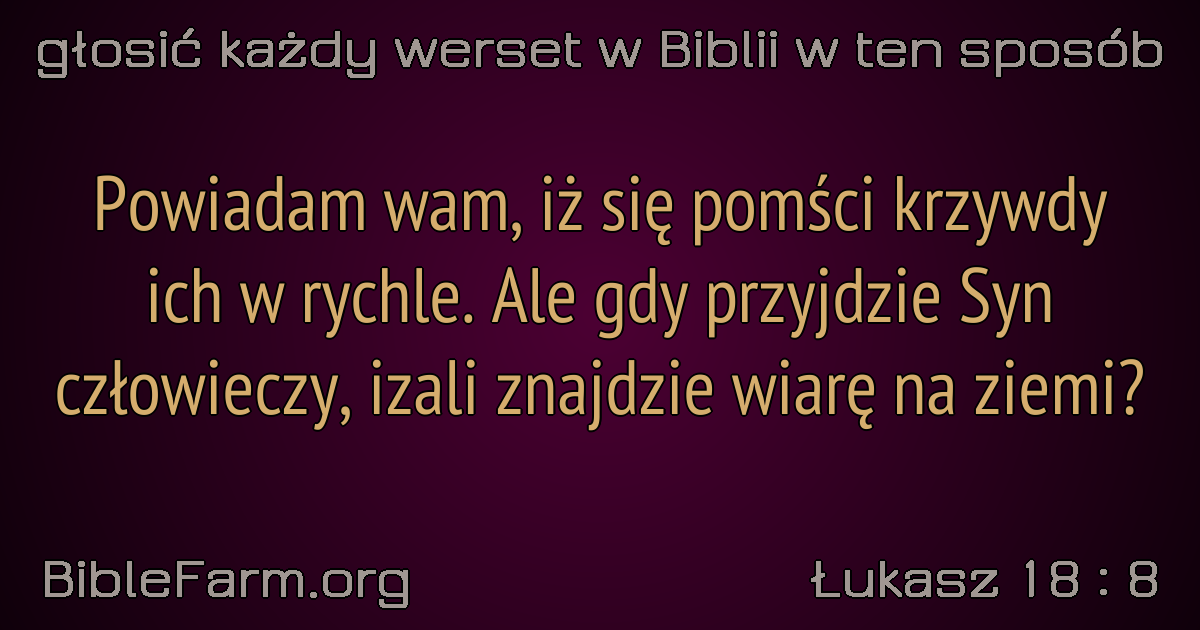 głosić każdy werset w Biblii w ten sposób
Powiadam wam, iż się pomści krzywdy
ich w rychle. Ale gdy przyjdzie Syn
człowieczy, izali znajdzie wiarę na ziemi?
BibleFarm.org
Łukasz 18 : 8